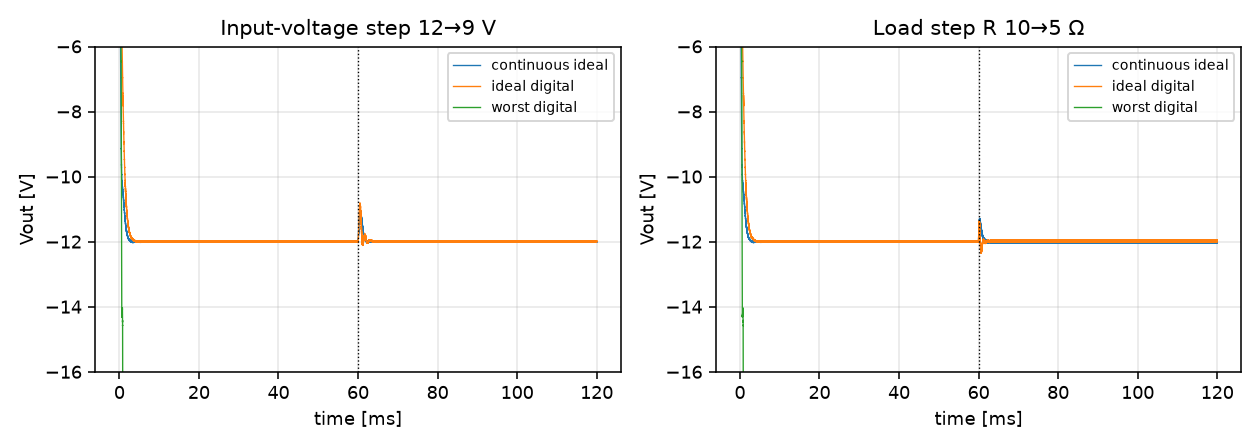 Input-voltage step 12→9 V
−6
−8
−10
−12
−14
−16
Vout [V]
continuous ideal
ideal digital
worst digital
0
20
40
60
80
100
120
time [ms]
Load step R 10→5 Ω
−6
−8
−10
−12
−14
−16
Vout [V]
continuous ideal
ideal digital
worst digital
0
20
40
60
80
100
120
time [ms]